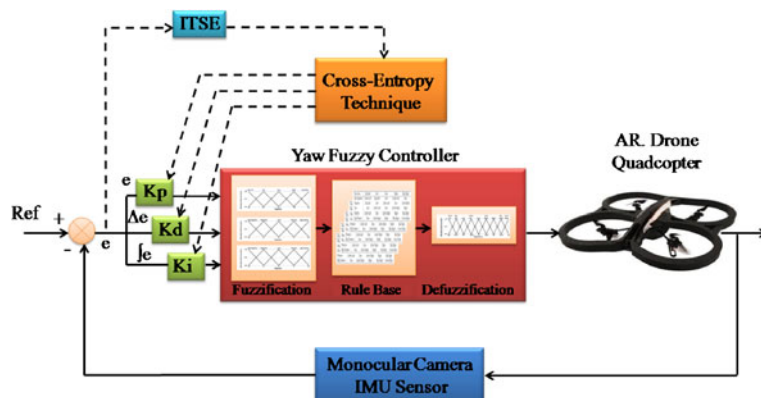 ITSE
Cross-Entropy
Technique
Yaw Fuzzy Controller
AR. Drone
Quadcopter
Ref
+
-
e
e
Δe
∫e
Kp
Kd
Ki
Fuzzification
Rule Base
Defuzzification
Monocular Camera
IMU Sensor